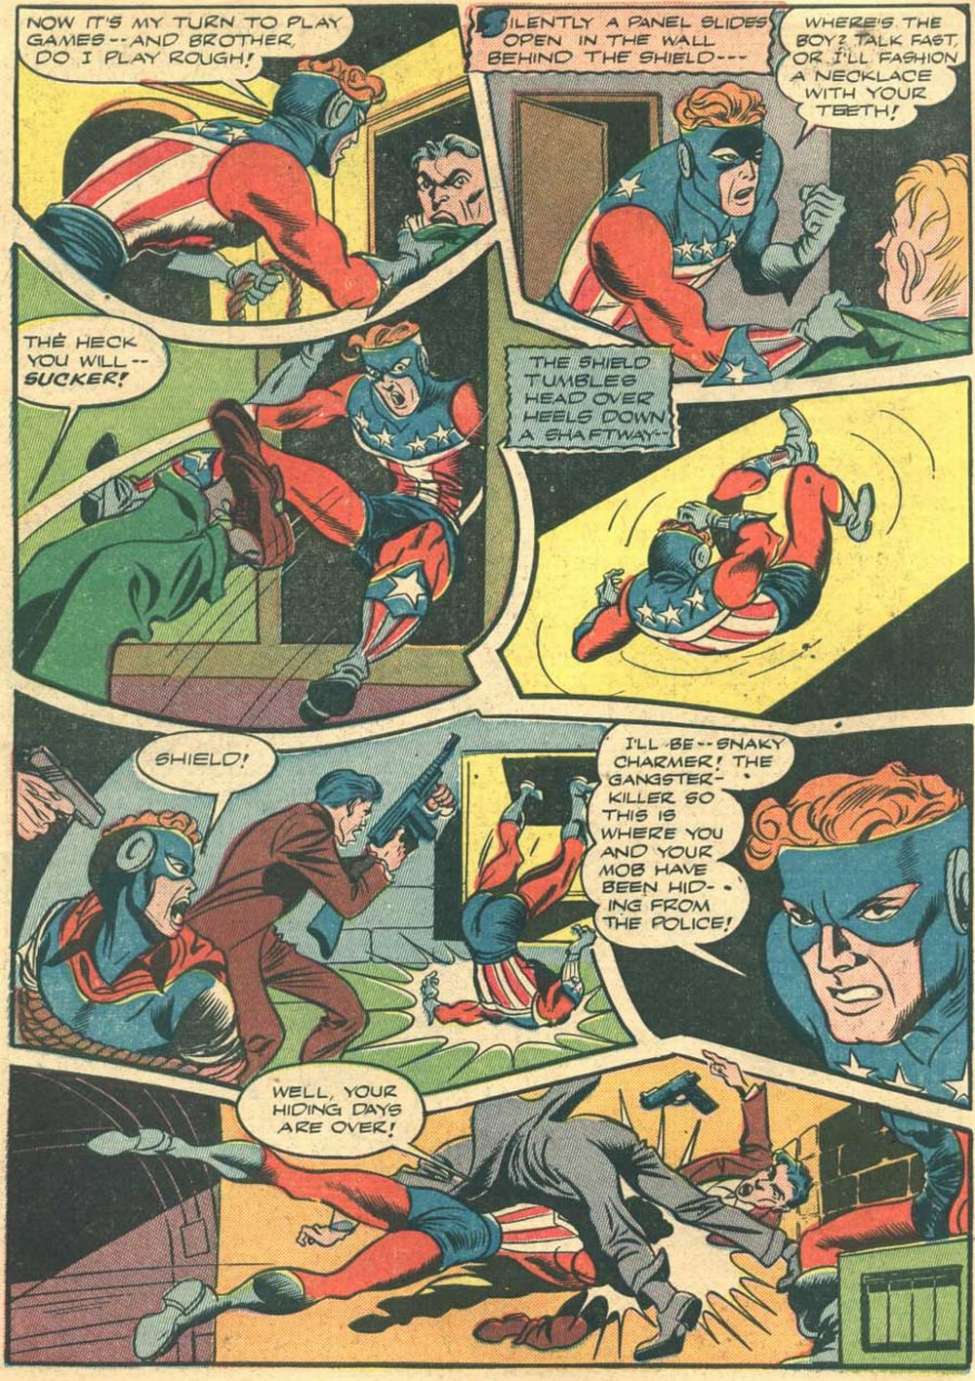 NOW IT'S MY TURN TO PLAY
GAMES--AND BROTHER,
DO I PLAY ROUGH!
SILENTLY A PANEL SLIDES
OPEN IN THE WALL
BEHIND THE SHIELD---
WHERE'S THE
BOY? TALK FAST,
OR I'LL FASHION
A NECKLACE
WITH YOUR
TEETH!
THE HECK
YOU WILL--
SUCKER!
THE SHIELD
TUMBLES
HEAD OVER
HEELS DOWN
A SHAFTWAY-
SHIELD!
I'LL BE--SNAKY
CHARMER! THE
GANGSTER-
KILLER SO
THIS IS
WHERE YOU
AND YOUR
MOB HAVE
BEEN HID-
ING FROM
THE POLICE!
WELL, YOUR
HIDING DAYS
ARE OVER!